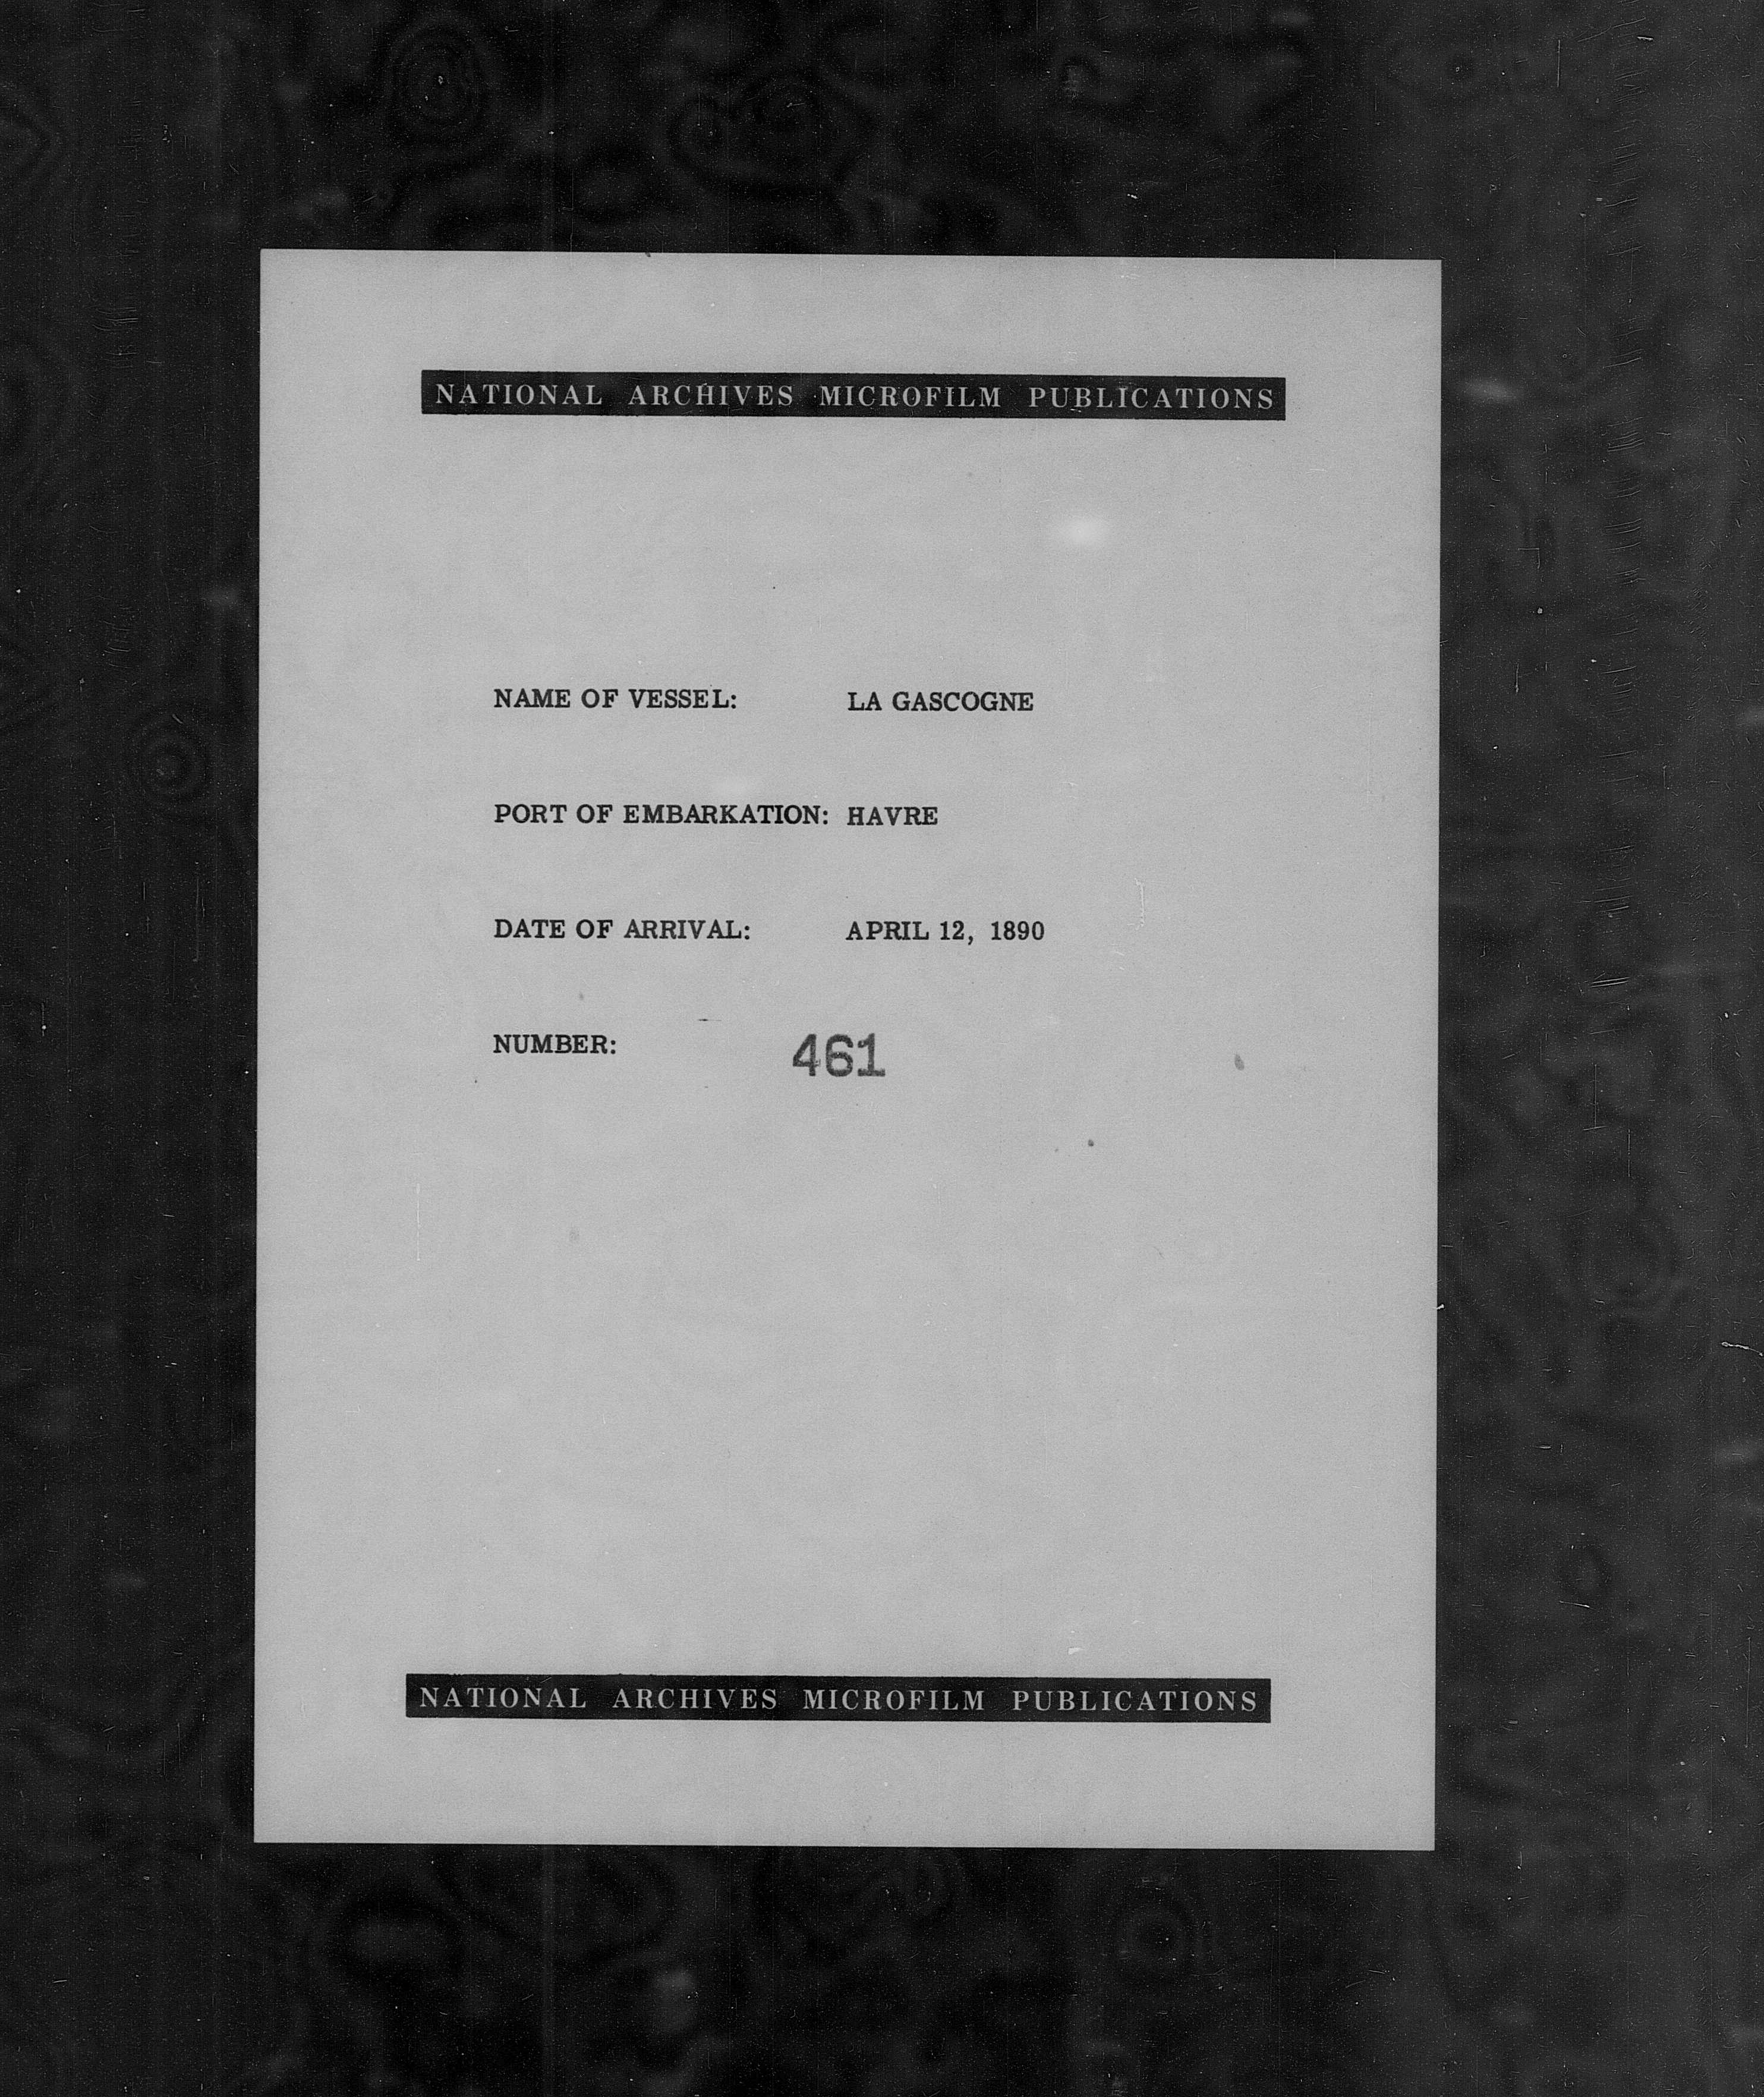 NATIONAL ARCHIVES MICROFILM PUBLICATIONS
NAME OF VESSEL: LA GASCOGNE
PORT OF EMBARKATION: HAVRE
DATE OF ARRIVAL: APRIL 12, 1890
NUMBER: 461
NATIONAL ARCHIVES MICROFILM PUBLICATIONS